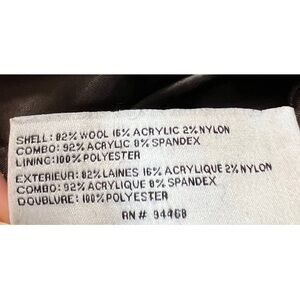 SHELL: 82% WOOL 16% ACRYLIC 2% NYLON
COMBO: 92% ACRYLIC 8% SPANDEX
LINING: 100% POLYESTER
EXTERIEUR: 82% LAINES 16% ACRYLIQUE 2% NYLON
COMBO: 92% ACRYLIQUE 8% SPANDEX
DOUBLURE: 100% POLYESTER
RN # 94468